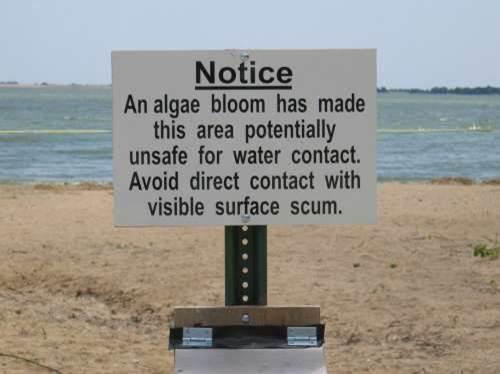 Notice
An algae bloom has made
this area potentially
unsafe for water contact.
Avoid direct contact with
visible surface scum.